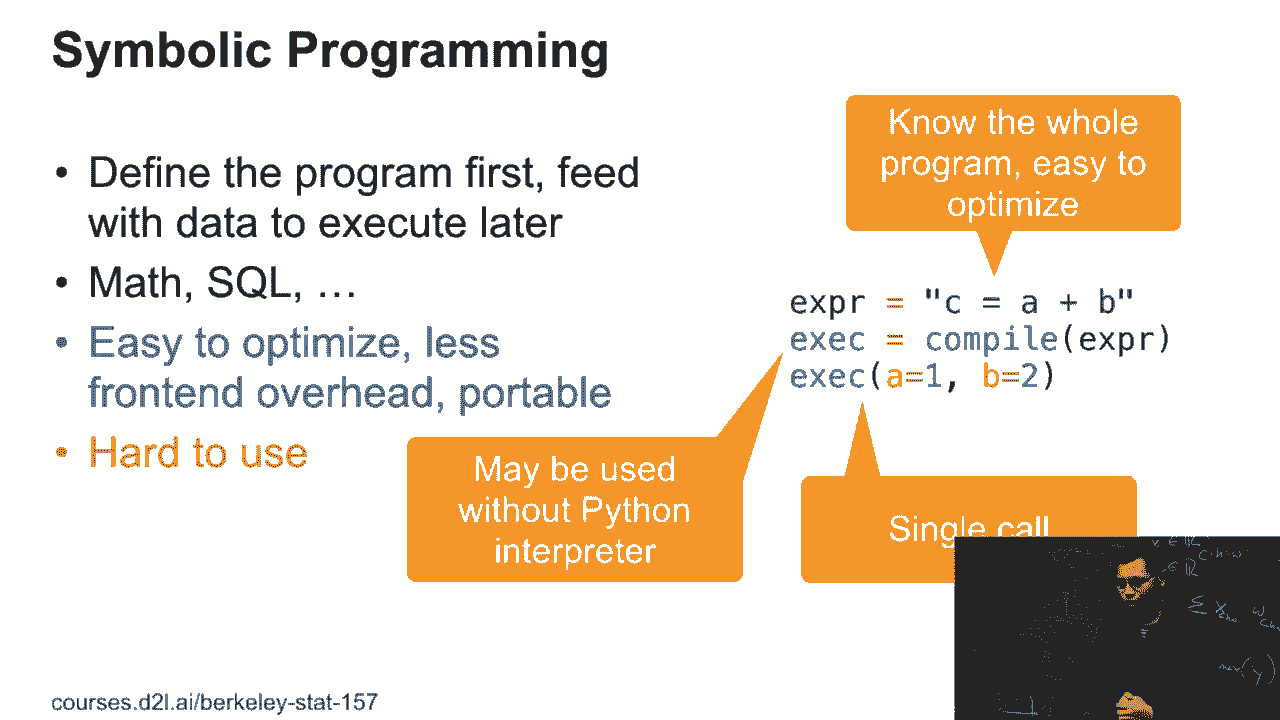 Symbolic Programming
• Define the program first, feed
with data to execute later
• Math, SQL, …
• Easy to optimize, less
frontend overhead, portable
• Hard to use
Know the whole
program, easy to
optimize
expr = "c = a + b"
exec = compile(expr)
exec(a=1, b=2)
May be used
without Python
interpreter
Single call
courses.d2l.ai/berkeley-stat-157